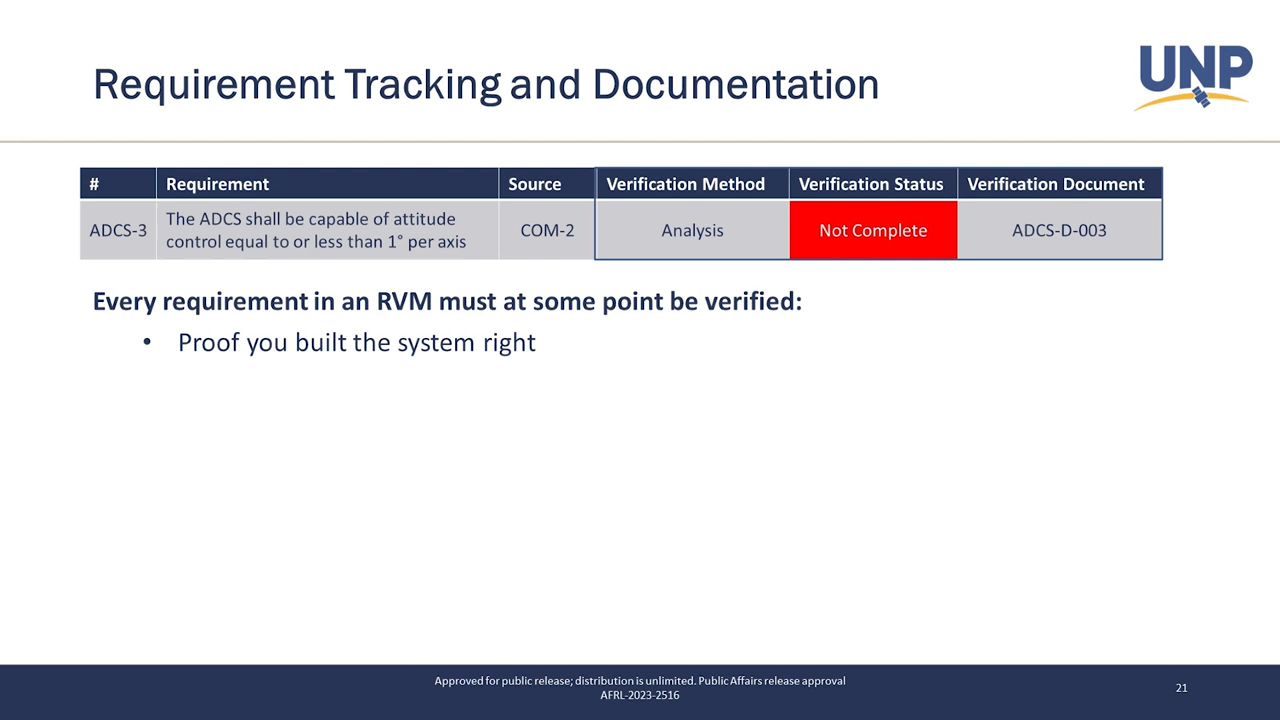 Requirement Tracking and Documentation
UNP
# Requirement Source Verification Method Verification Status Verification Document
ADCS-3 The ADCS shall be capable of attitude control equal to or less than 1° per axis COM-2 Analysis Not Complete ADCS-D-003
Every requirement in an RVM must at some point be verified:
• Proof you built the system right
Approved for public release; distribution is unlimited. Public Affairs release approval
AFRL-2023-2516
21